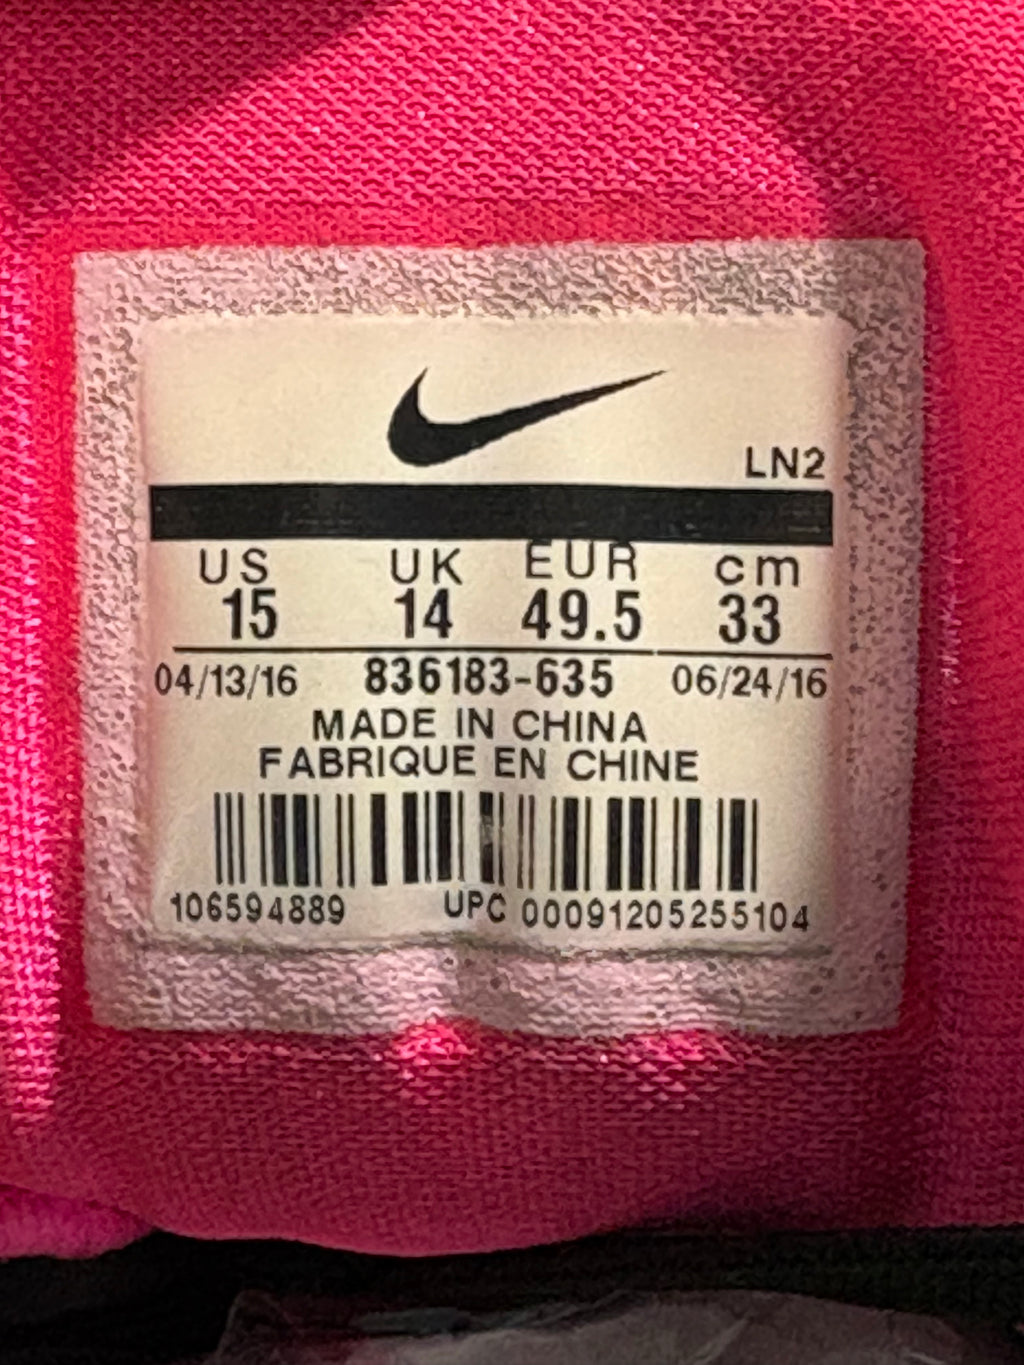 LN2
US UK EUR cm
15 14 49.5 33
04/13/16 836183-635 06/24/16
MADE IN CHINA
FABRIQUE EN CHINE
106594889 UPC 00091205255104